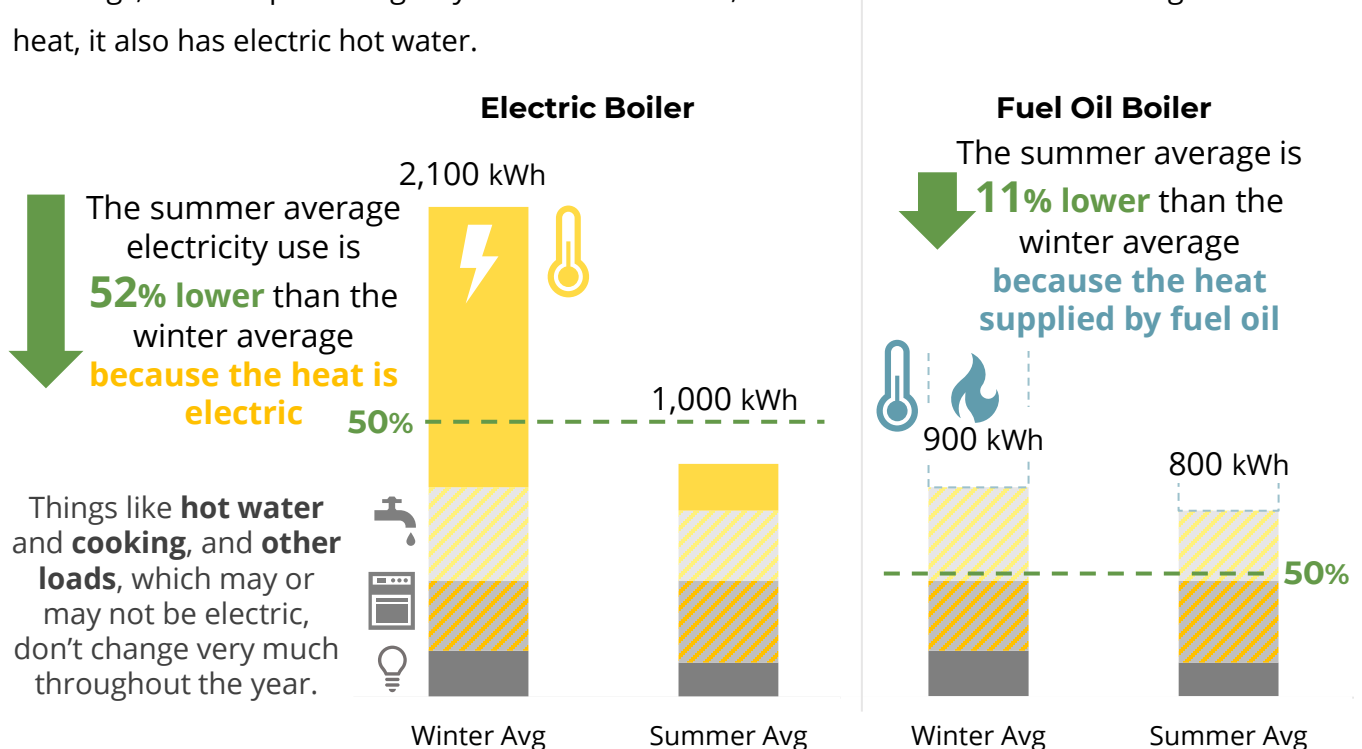 heat, it also has electric hot water.
Electric Boiler
2,100 kWh
The summer average
electricity use is
52% lower than the
winter average
because the heat is
electric
50%
1,000 kWh
Things like hot water
and cooking, and other
loads, which may or
may not be electric,
don’t change very much
throughout the year.
Winter Avg
Summer Avg
Fuel Oil Boiler
The summer average is
11% lower than the
winter average
because the heat
supplied by fuel oil
900 kWh
800 kWh
50%
Winter Avg
Summer Avg